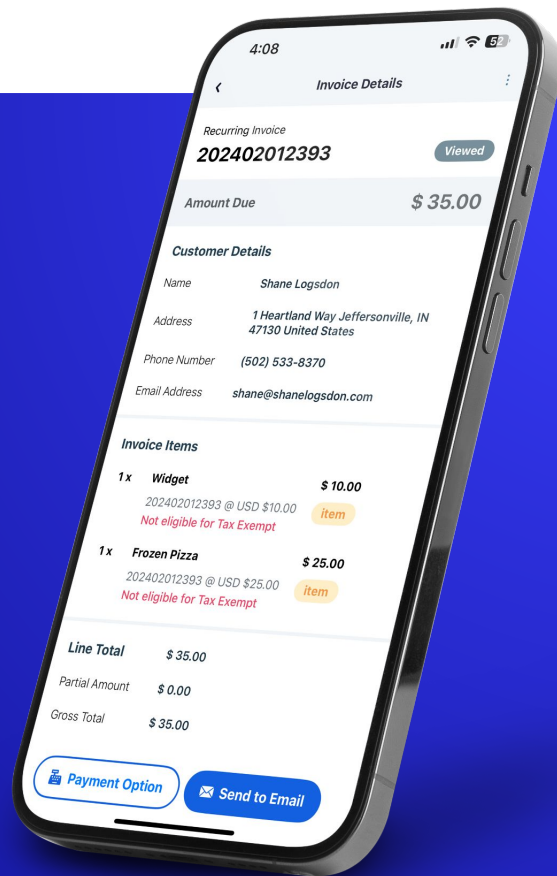 4:08
52
Invoice Details
Recurring Invoice
202402012393
Viewed
Amount Due
$ 35.00
Customer Details
Name
Shane Logsdon
Address
1 Heartland Way Jeffersonville, IN
47130 United States
Phone Number
(502) 533-8370
Email Address
shane@shanelogsdon.com
Invoice Items
1 x Widget $ 10.00
202402012393 @ USD $10.00
item
Not eligible for Tax Exempt
1 x Frozen Pizza $ 25.00
202402012393 @ USD $25.00
item
Not eligible for Tax Exempt
Line Total $ 35.00
Partial Amount $ 0.00
Gross Total $ 35.00
Payment Option
Send to Email